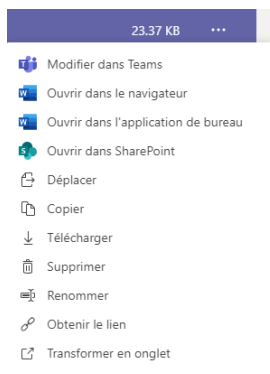 23.37 KB ...
Modifier dans Teams
Ouvrir dans le navigateur
Ouvrir dans l'application de bureau
Ouvrir dans SharePoint
Déplacer
Copier
Télécharger
Supprimer
Renommer
Obtenir le lien
Transformer en onglet